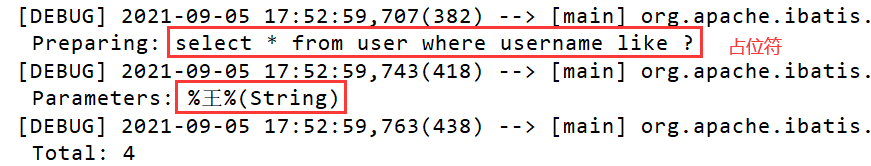 [DEBUG] 2021-09-05 17:52:59,707(382) --> [main] org.apache.ibatis.
Preparing: select * from user where username like ? 占位符
[DEBUG] 2021-09-05 17:52:59,743(418) --> [main] org.apache.ibatis.
Parameters: %王%(String)
[DEBUG] 2021-09-05 17:52:59,763(438) --> [main] org.apache.ibatis.
Total: 4